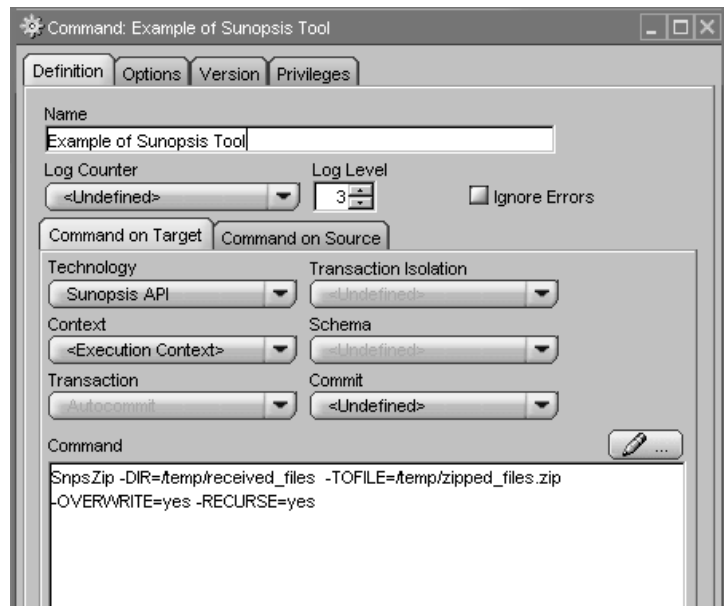 Command: Example of Sunopsis Tool
Definition Options Version Privileges
Name
Example of Sunopsis Tool
Log Counter Log Level
<Undefined> 3 Ignore Errors
Command on Target Command on Source
Technology Transaction Isolation
Sunopsis API <Undefined>
Context Schema
<Execution Context> <Undefined>
Transaction Commit
Autocommit <Undefined>
Command ...
SnpsZip -DIR=/temp/received_files -TOFILE=/temp/zipped_files.zip
-OVERWRITE=yes -RECURSE=yes